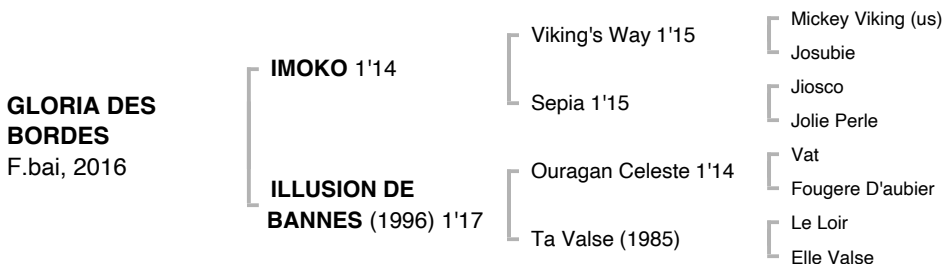 GLORIA DES
BORDES
F.bai, 2016
IMOKO 1'14
ILLUSION DE
BANNES (1996) 1'17
Viking's Way 1'15
Sepia 1'15
Ouragan Celeste 1'14
Ta Valse (1985)
Mickey Viking (us)
Josubie
Jiosco
Jolie Perle
Vat
Fougere D'aubier
Le Loir
Elle Valse